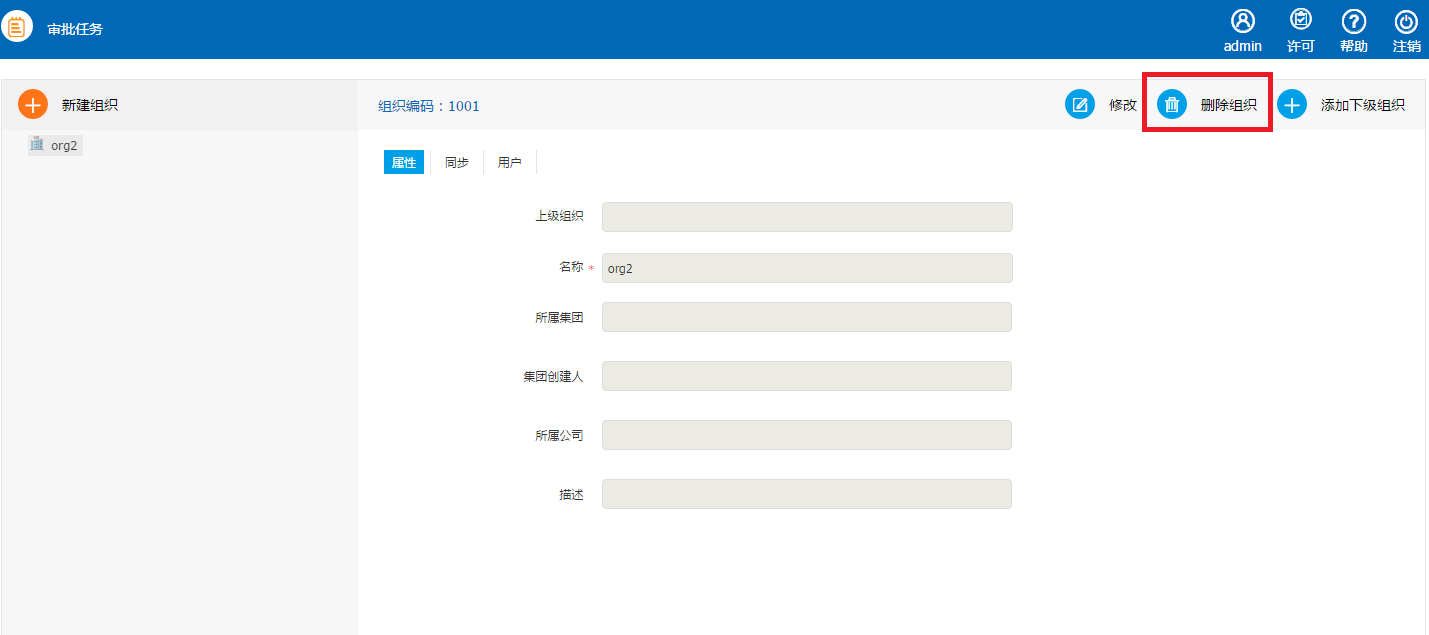 审批任务
admin
许可
帮助
注销
新建组织
组织编码：1001
修改
删除组织
添加下级组织
org2
属性
同步
用户
上级组织
名称 * org2
所属集团
集团创建人
所属公司
描述